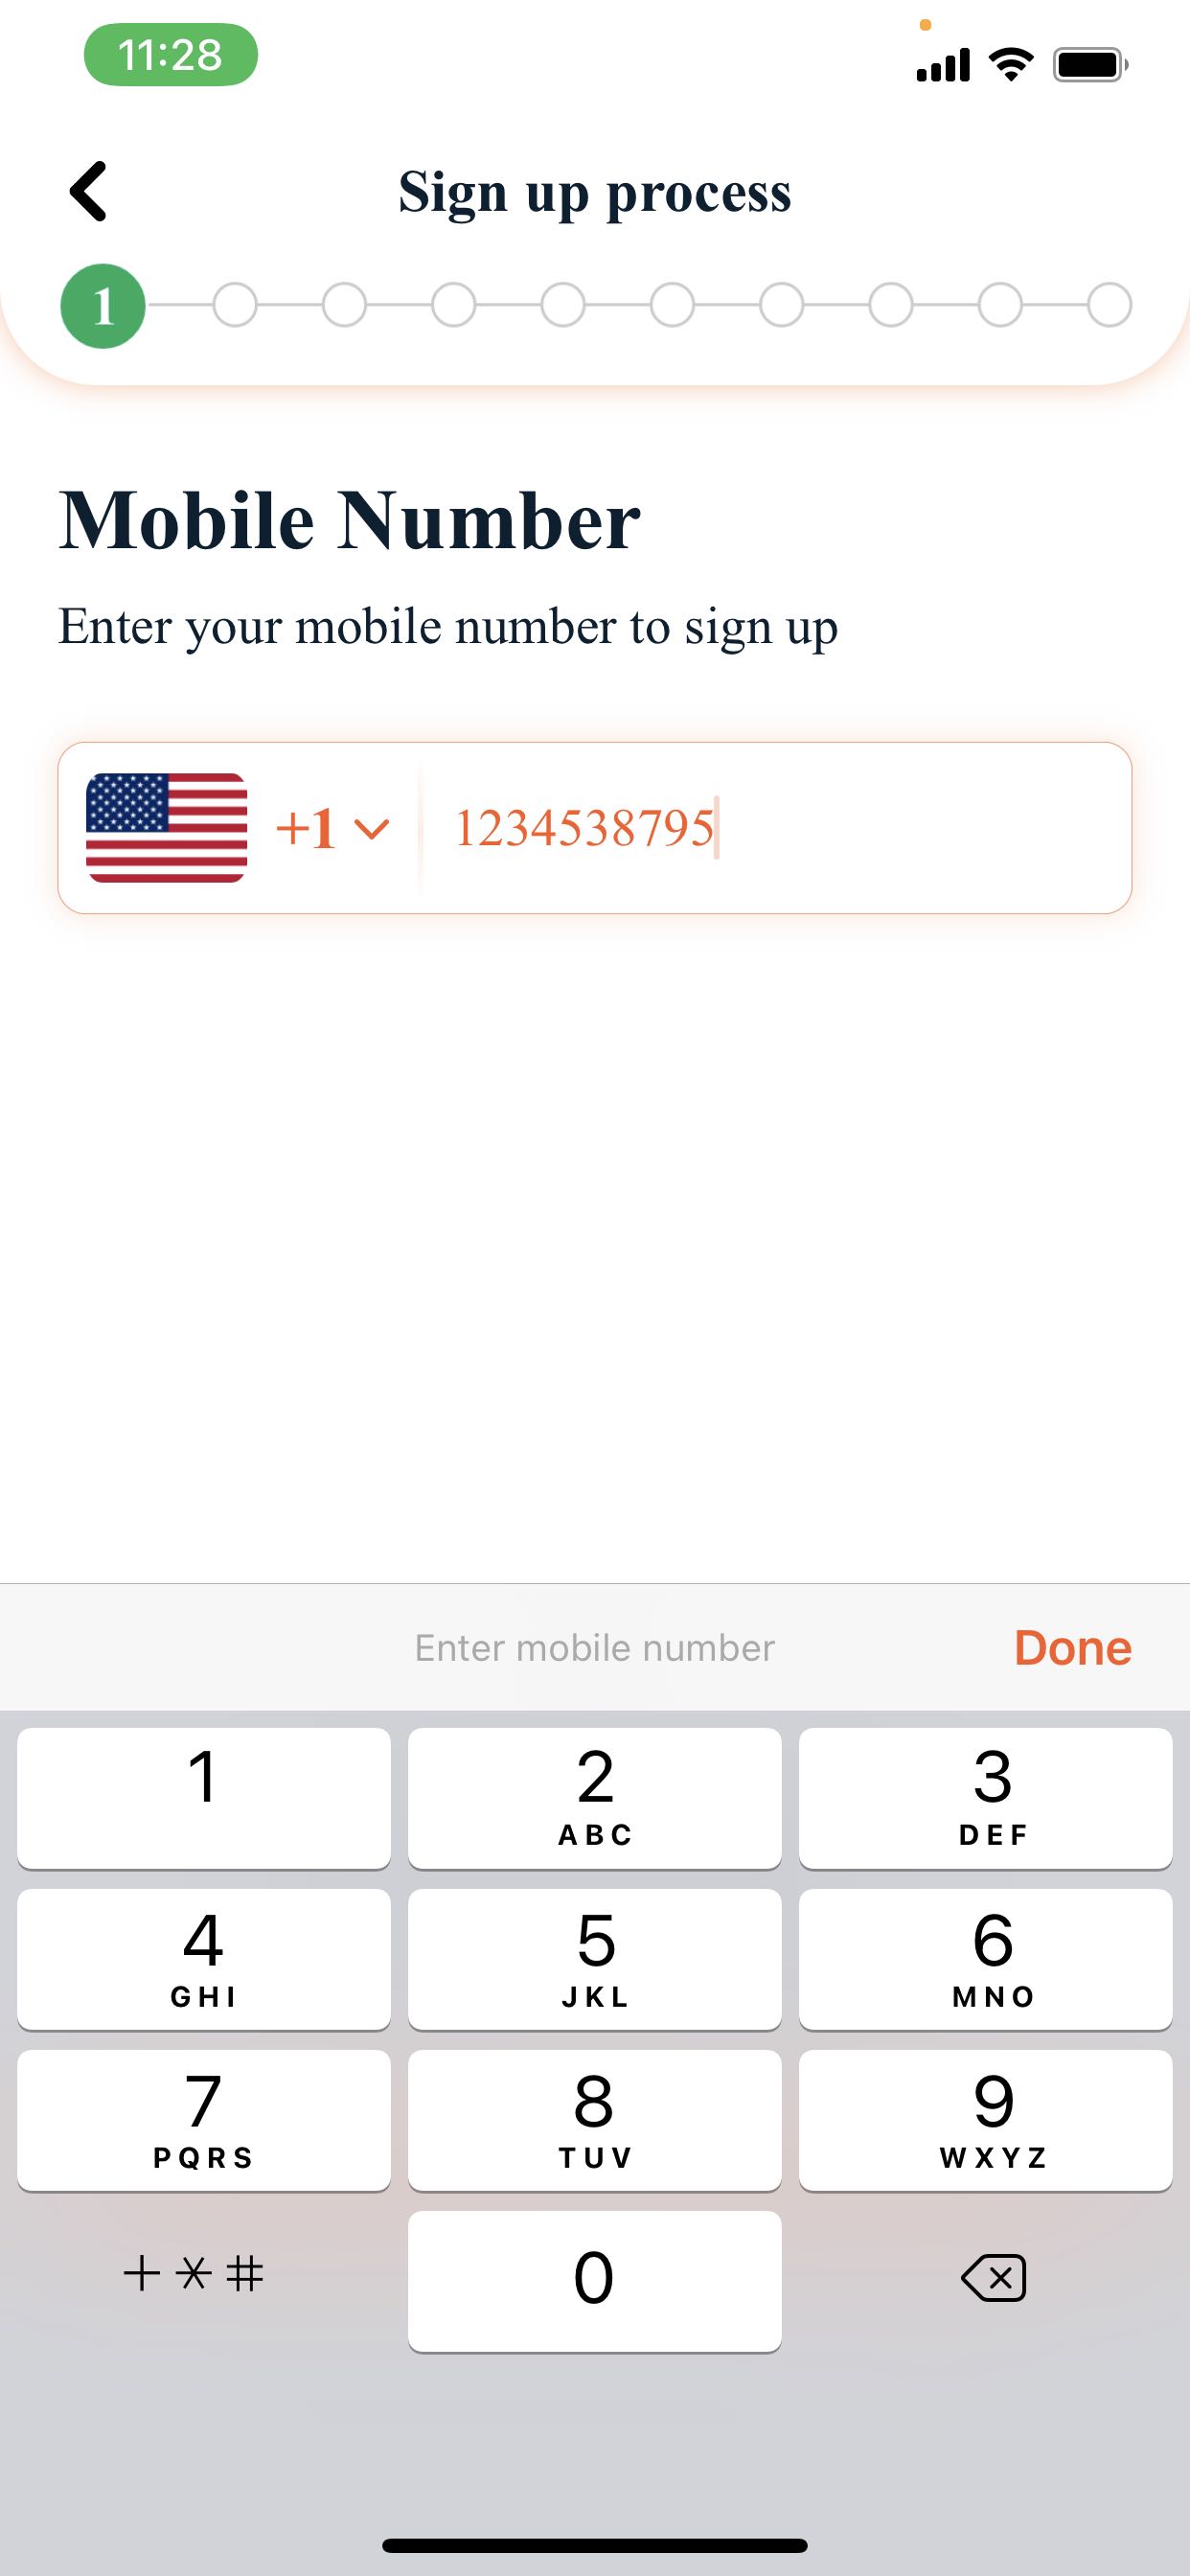 11:28
Sign up process
1
Mobile Number
Enter your mobile number to sign up
+1 1234538795
Enter mobile number Done
1 2 3
ABC DEF
4 5 6
GHI JKL MNO
7 8 9
PQRS TUV WXYZ
+*# 0